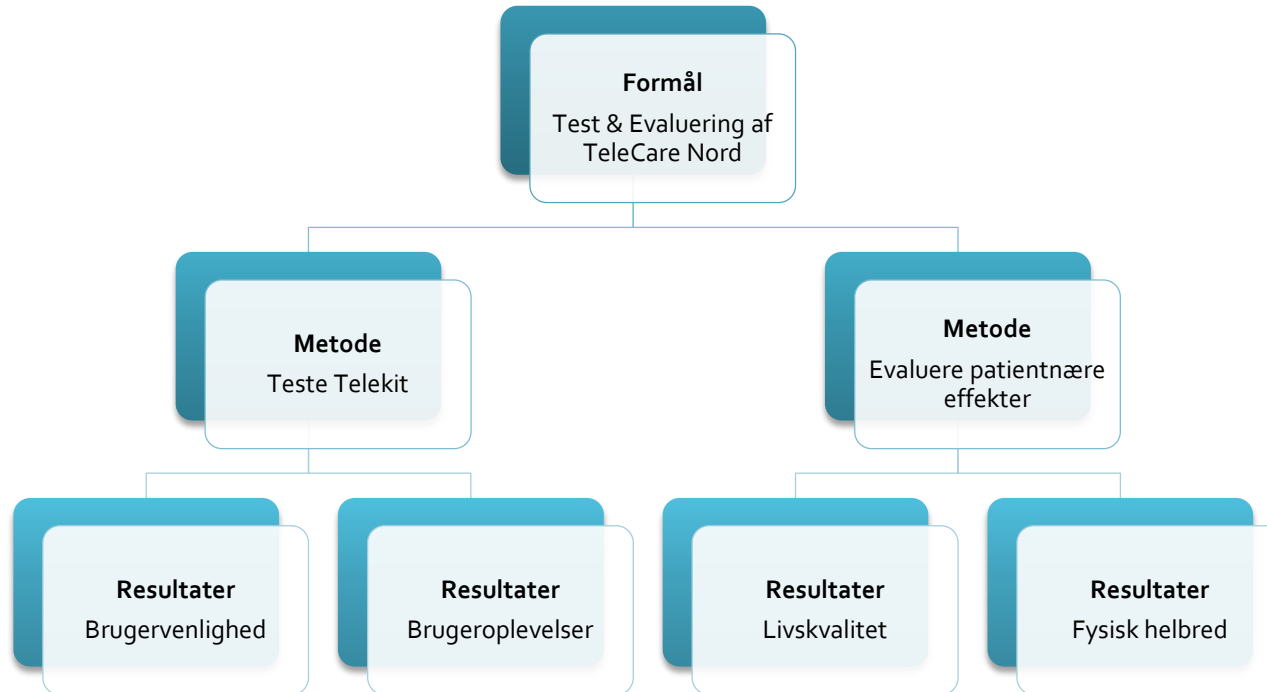 Formål
Test & Evaluering af
TeleCare Nord
Metode
Teste Telekit
Metode
Evaluere patientnære
effekter
Resultater
Brugervenlighed
Resultater
Brugeroplevelser
Resultater
Livskvalitet
Resultater
Fysisk helbred